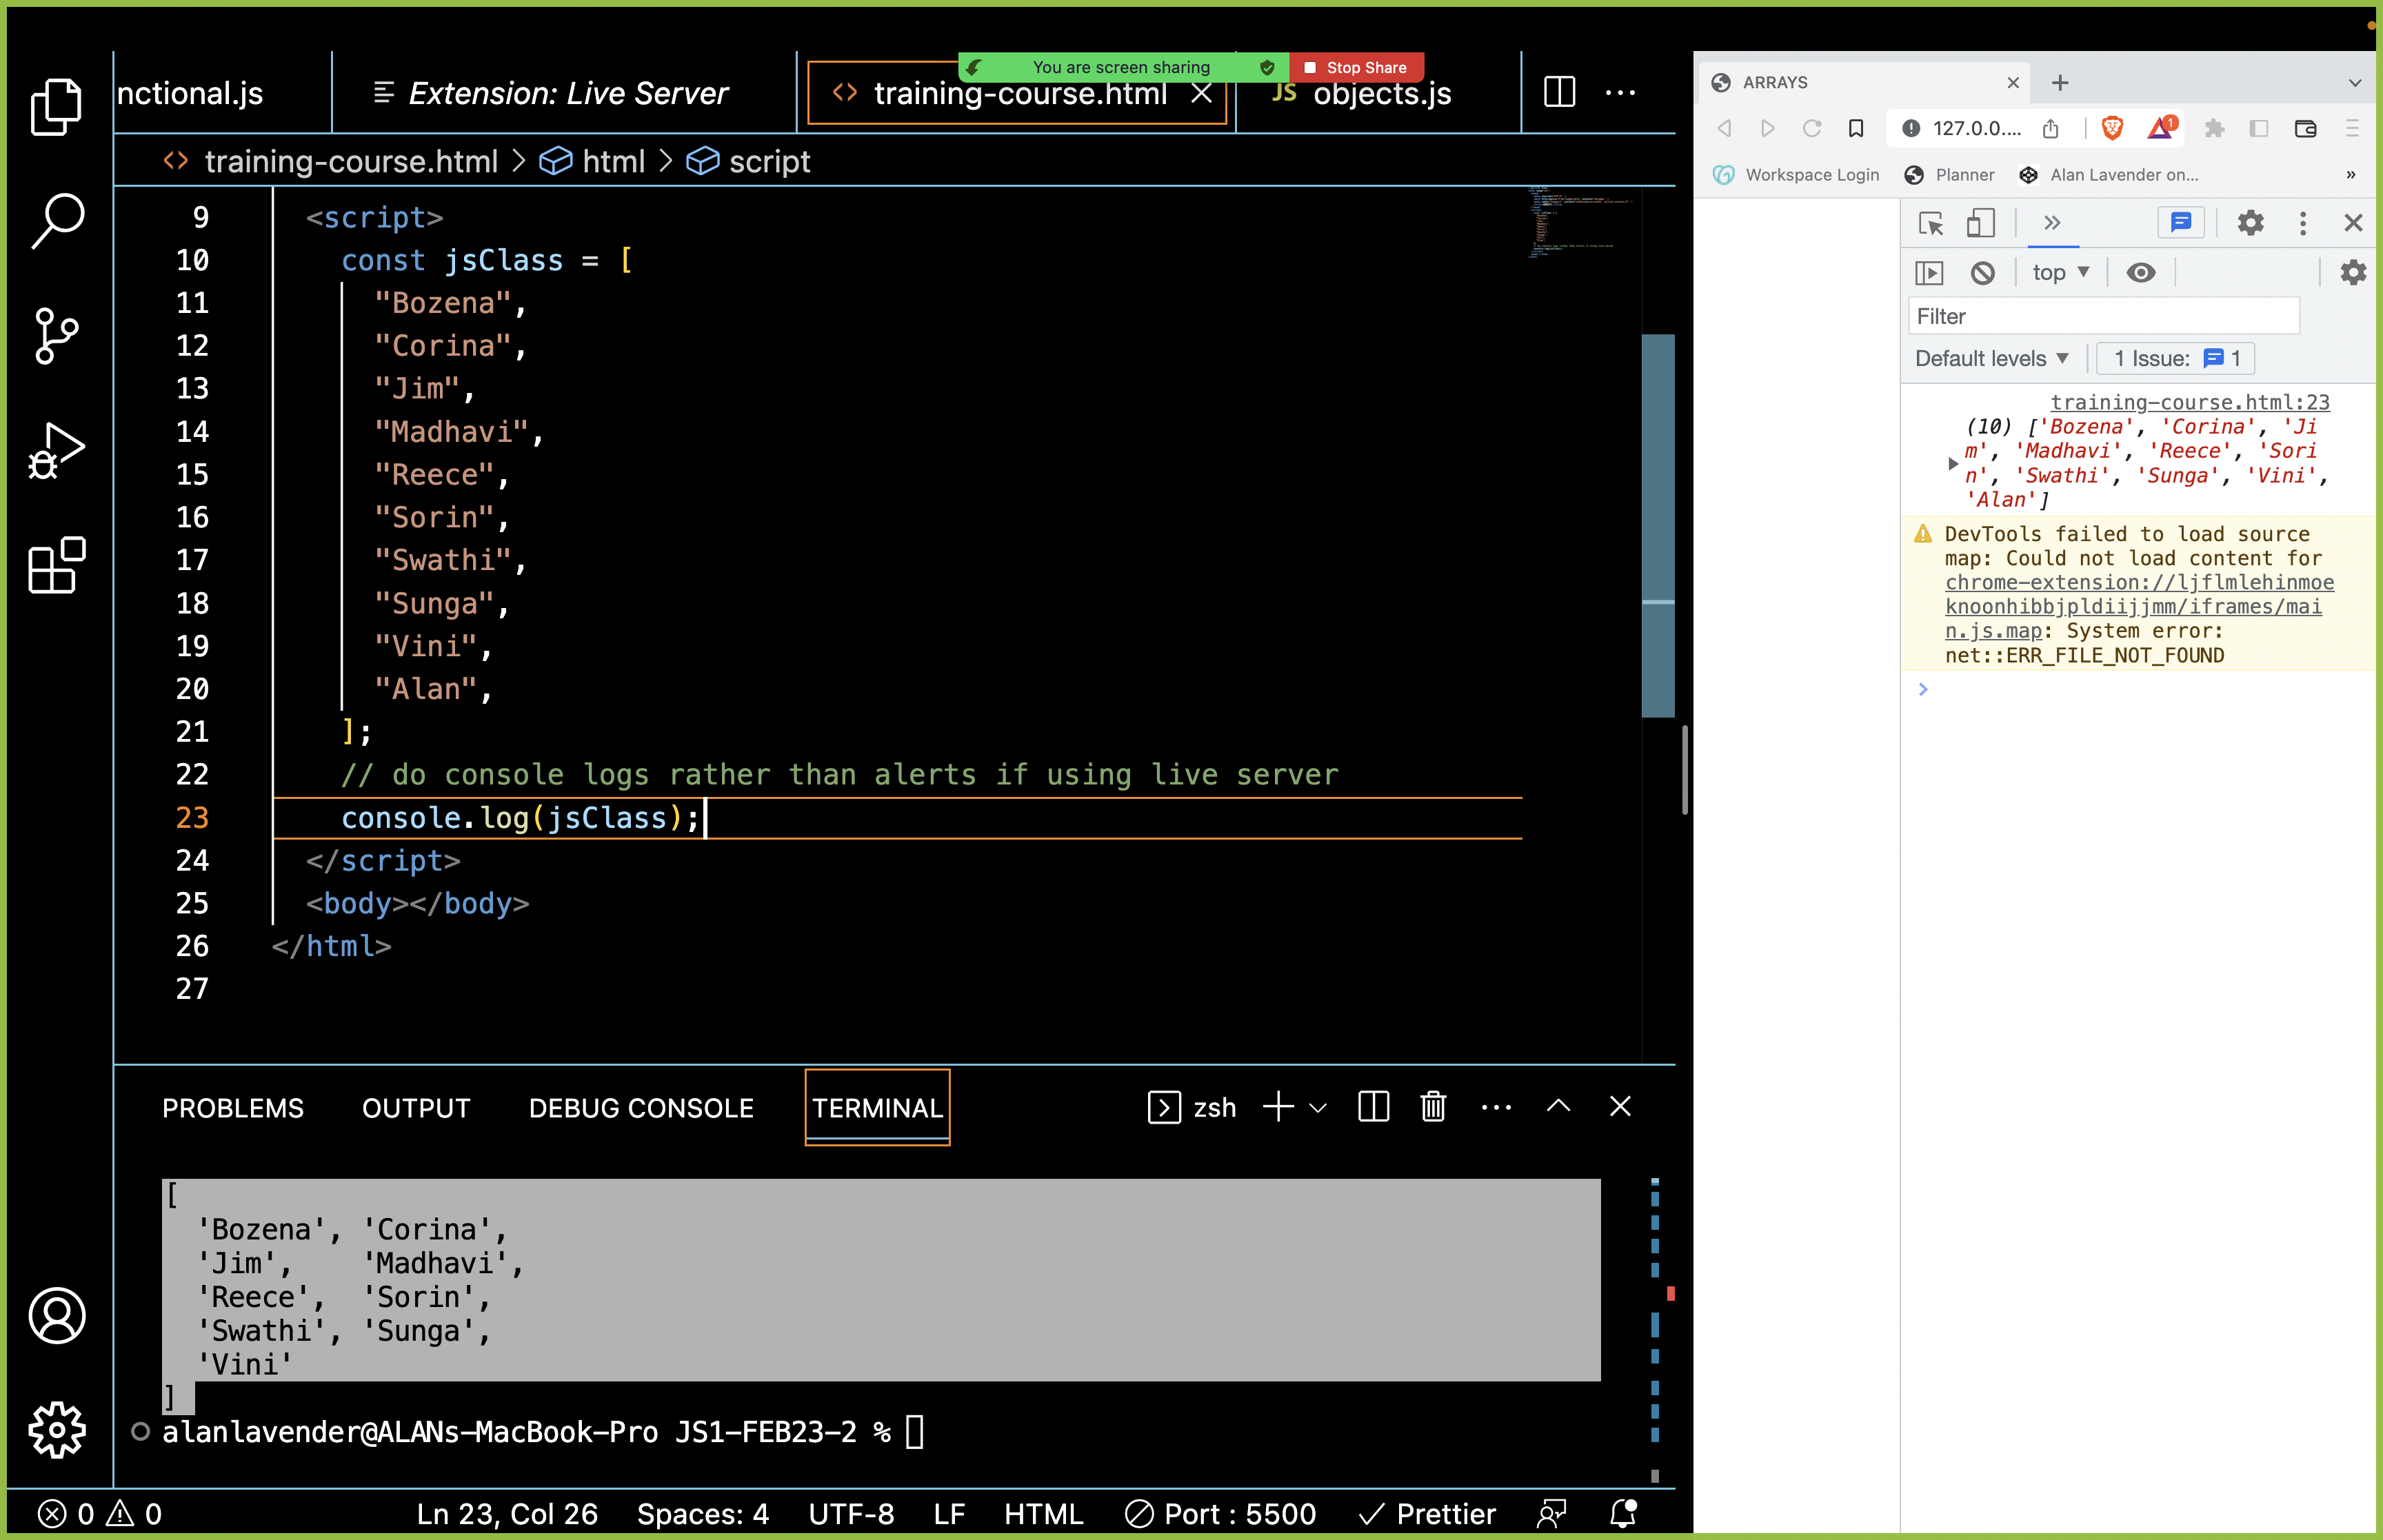 You are screen sharing Stop Share
nctional.js Extension: Live Server training-course.html JS objects.js
training-course.html > html > script
9 <script>
10 const jsClass = [
11 "Bozena",
12 "Corina",
13 "Jim",
14 "Madhavi",
15 "Reece",
16 "Sorin",
17 "Swathi",
18 "Sunga",
19 "Vini",
20 "Alan",
21 ];
22 // do console logs rather than alerts if using live server
23 console.log(jsClass);
24 </script>
25 <body></body>
26 </html>
27
PROBLEMS OUTPUT DEBUG CONSOLE TERMINAL zsh
[
'Bozena', 'Corina',
'Jim', 'Madhavi',
'Reece', 'Sorin',
'Swathi', 'Sunga',
'Vini'
]
alanlavender@ALANs-MacBook-Pro JS1-FEB23-2 %
0 0 Ln 23, Col 26 Spaces: 4 UTF-8 LF HTML Port : 5500 Prettier
ARRAYS
127.0.0.... 1
Workspace Login Planner Alan Lavender on... »
top
Filter
Default levels 1 Issue: 1
training-course.html:23
(10) ['Bozena', 'Corina', 'Ji
m', 'Madhavi', 'Reece', 'Sori
n', 'Swathi', 'Sunga', 'Vini',
'Alan']
DevTools failed to load source
map: Could not load content for
chrome-extension://ljflmlehinmoe
knoonhibbjpldiijjmm/iframes/mai
n.js.map: System error:
net::ERR_FILE_NOT_FOUND